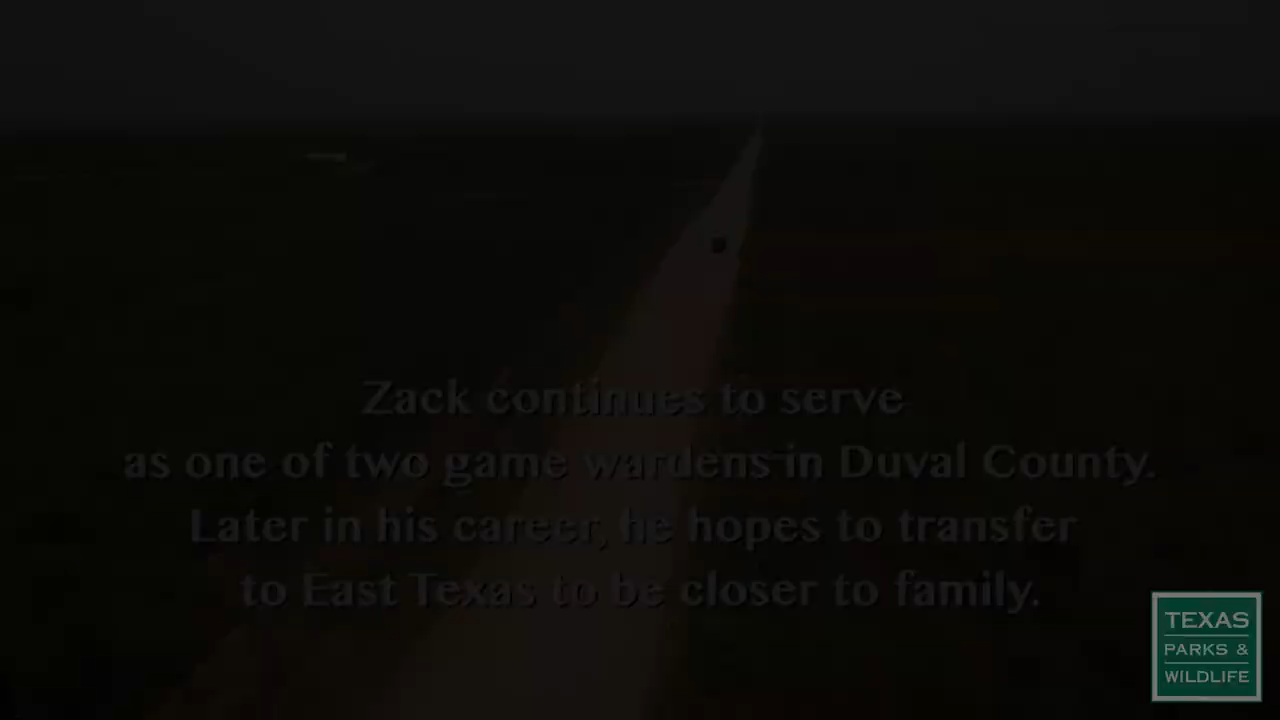 Zack continues to serve
as one of two game wardens in Duval County.
Later in his career, he hopes to transfer
to East Texas to be closer to family.
TEXAS
PARKS &
WILDLIFE